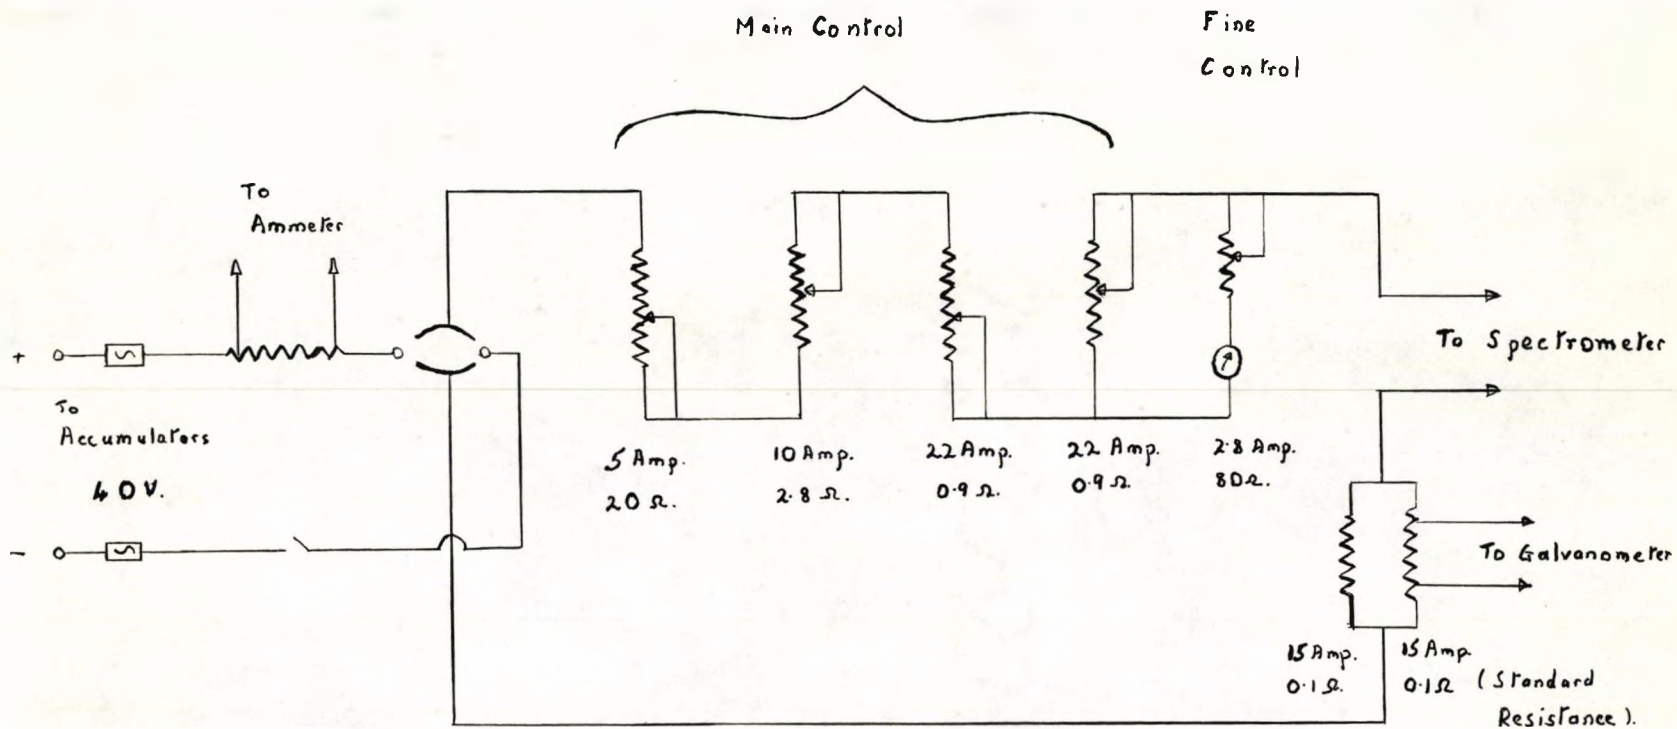 Main Control
Fine
Control
To
Ammeter
+
To
Accumulators
40 V.
-
To Spectrometer
5 Amp.
20 Ω.
10 Amp.
2.8 Ω.
22 Amp.
0.9 Ω.
22 Amp.
0.9 Ω.
2.8 Amp.
80 Ω.
To Galvanometer
15 Amp.
0.1 Ω.
15 Amp
0.1 Ω (Standard
Resistance).